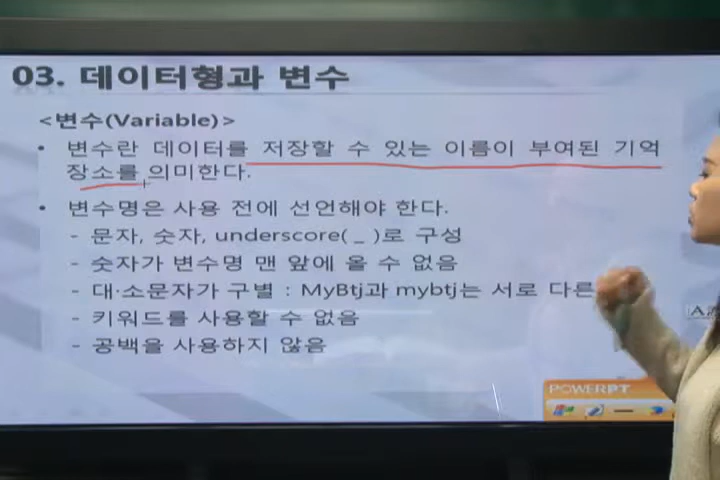 03. 데이터형과 변수
<변수(Variable)>
• 변수란 데이터를 저장할 수 있는 이름이 부여된 기억
장소를 의미한다.
• 변수명은 사용 전에 선언해야 한다.
- 문자, 숫자, underscore( _ )로 구성
- 숫자가 변수명 맨 앞에 올 수 없음
- 대·소문자가 구별 : MyBtj과 mybtj는 서로 다른
- 키워드를 사용할 수 없음
- 공백을 사용하지 않음
POWERPT